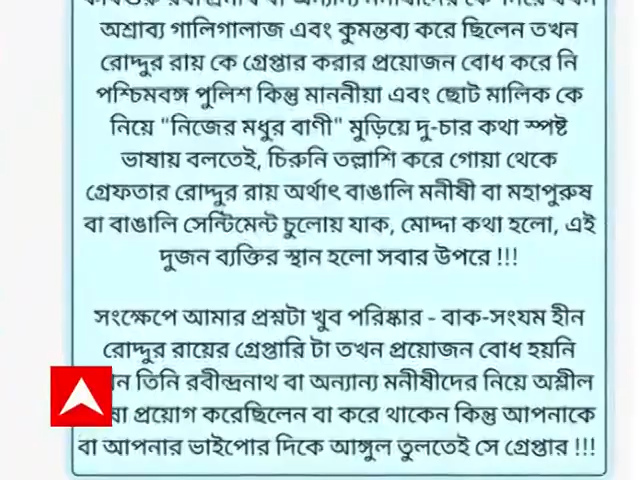 অশ্রাব্য গালিগালাজ এবং কুমন্তব্য করে ছিলেন তখন
রোদ্দুর রায় কে গ্রেপ্তার করার প্রয়োজন বোধ করে নি
পশ্চিমবঙ্গ পুলিশ কিন্তু মাননীয়া এবং ছোট মালিক কে
নিয়ে "নিজের মধুর বাণী" মুড়িয়ে দু-চার কথা স্পষ্ট
ভাষায় বলতেই, চিরুনি তল্লাশি করে গোয়া থেকে
গ্রেফতার রোদ্দুর রায় অর্থাৎ বাঙালি মনীষী বা মহাপুরুষ
বা বাঙালি সেন্টিমেন্ট চুলোয় যাক, মোদ্দা কথা হলো, এই
দুজন ব্যক্তির স্থান হলো সবার উপরে !!!
সংক্ষেপে আমার প্রশ্নটা খুব পরিষ্কার - বাক-সংযম হীন
রোদ্দুর রায়ের গ্রেপ্তারি টা তখন প্রয়োজন বোধ হয়নি
তিনি রবীন্দ্রনাথ বা অন্যান্য মনীষীদের নিয়ে অশ্লীল
প্রয়োগ করেছিলেন বা করে থাকেন কিন্তু আপনাকে
বা আপনার ভাইপোর দিকে আঙ্গুল তুলতেই সে গ্রেপ্তার !!!